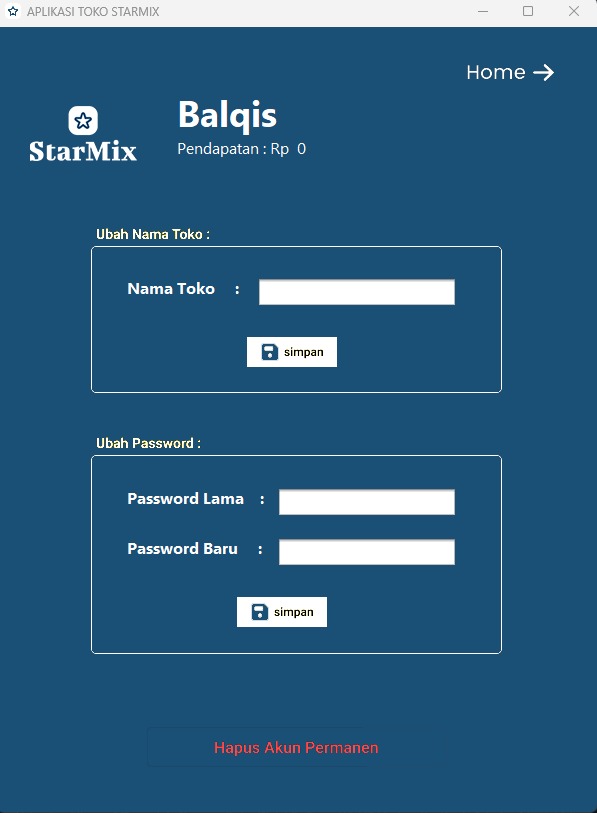 APLIKASI TOKO STARMIX
Home
Balqis
StarMix
Pendapatan : Rp 0
Ubah Nama Toko :
Nama Toko :
simpan
Ubah Password :
Password Lama :
Password Baru :
simpan
Hapus Akun Permanen